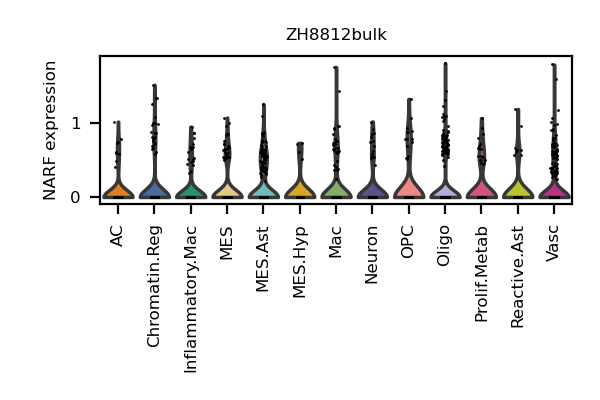 ZH8812bulk
NARF expression
1
0
AC
Chromatin.Reg
Inflammatory.Mac
MES
MES.Ast
MES.Hyp
Mac
Neuron
OPC
Oligo
Prolif.Metab
Reactive.Ast
Vasc